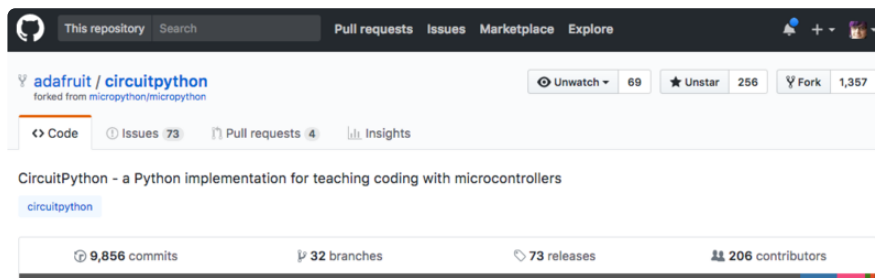 This repository Search Pull requests Issues Marketplace Explore
adafruit / circuitpython Unwatch 69 Unstar 256 Fork 1,357
forked from micropython/micropython
Code Issues 73 Pull requests 4 Insights
CircuitPython - a Python implementation for teaching coding with microcontrollers
circuitpython
9,856 commits 32 branches 73 releases 206 contributors